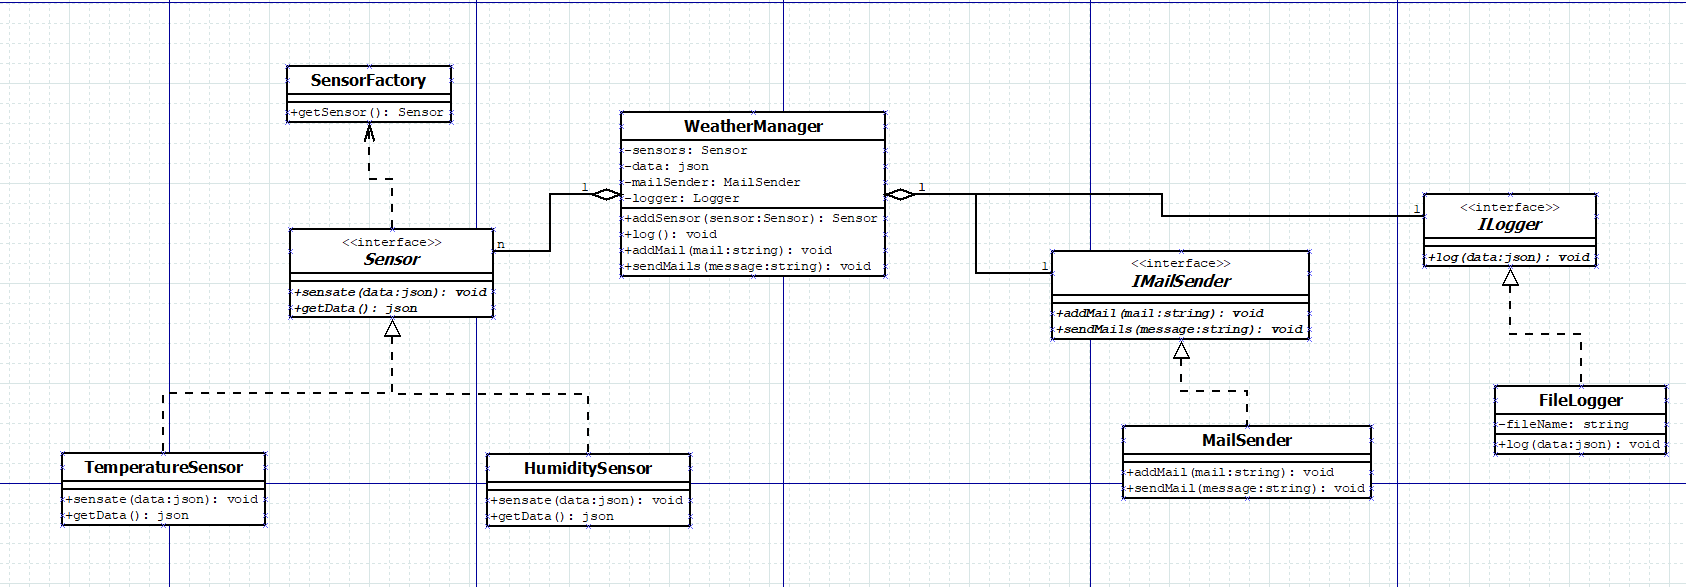 SensorFactory
+getSensor(): Sensor
WeatherManager
-sensors: Sensor
-data: json
-mailSender: MailSender
-logger: Logger
+addSensor(sensor:Sensor): Sensor
+log(): void
+addMail(mail:string): void
+sendMails(message:string): void
1
1
n
<<interface>>
Sensor
+sensate(data:json): void
+getData(): json
1
<<interface>>
IMailSender
+addMail(mail:string): void
+sendMails(message:string): void
1
<<interface>>
ILogger
+log(data:json): void
TemperatureSensor
+sensate(data:json): void
+getData(): json
HumiditySensor
+sensate(data:json): void
+getData(): json
MailSender
+addMail(mail:string): void
+sendMail(message:string): void
FileLogger
-fileName: string
+log(data:json): void